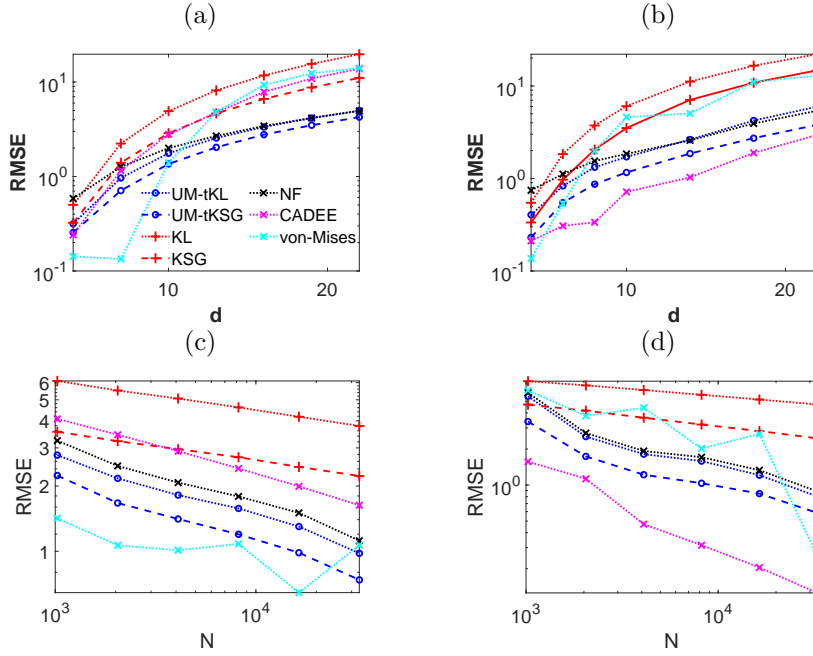 (a)
(b)
RMSE
10^1
10^0
10^-1
10
20
d
UM-tKL
UM-tKSG
KL
KSG
NF
CADEE
von-Mises
RMSE
10^1
10^0
10^-1
10
20
d
(c)
(d)
RMSE
6
5
4
3
2
1
10^3
10^4
N
RMSE
10^0
10^3
10^4
N